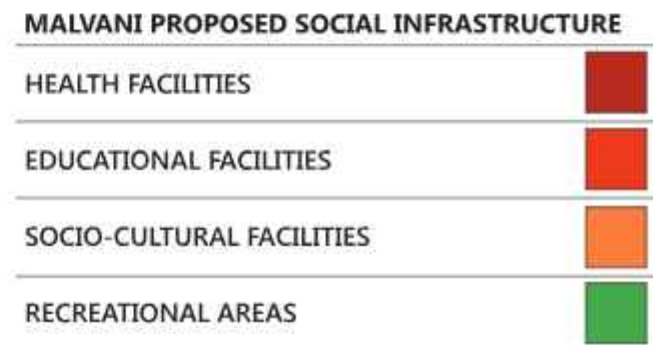 MALVANI PROPOSED SOCIAL INFRASTRUCTURE
HEALTH FACILITIES
EDUCATIONAL FACILITIES
SOCIO-CULTURAL FACILITIES
RECREATIONAL AREAS